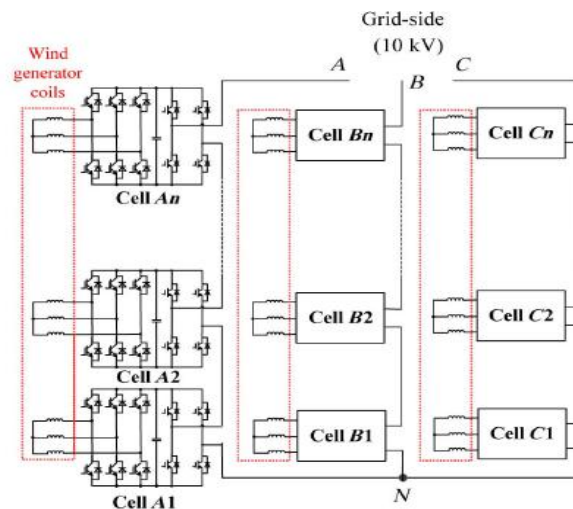 Grid-side
(10 kV)
Wind
generator
coils
A
B
C
Cell An
Cell Bn
Cell Cn
Cell A2
Cell B2
Cell C2
Cell A1
Cell B1
Cell C1
N